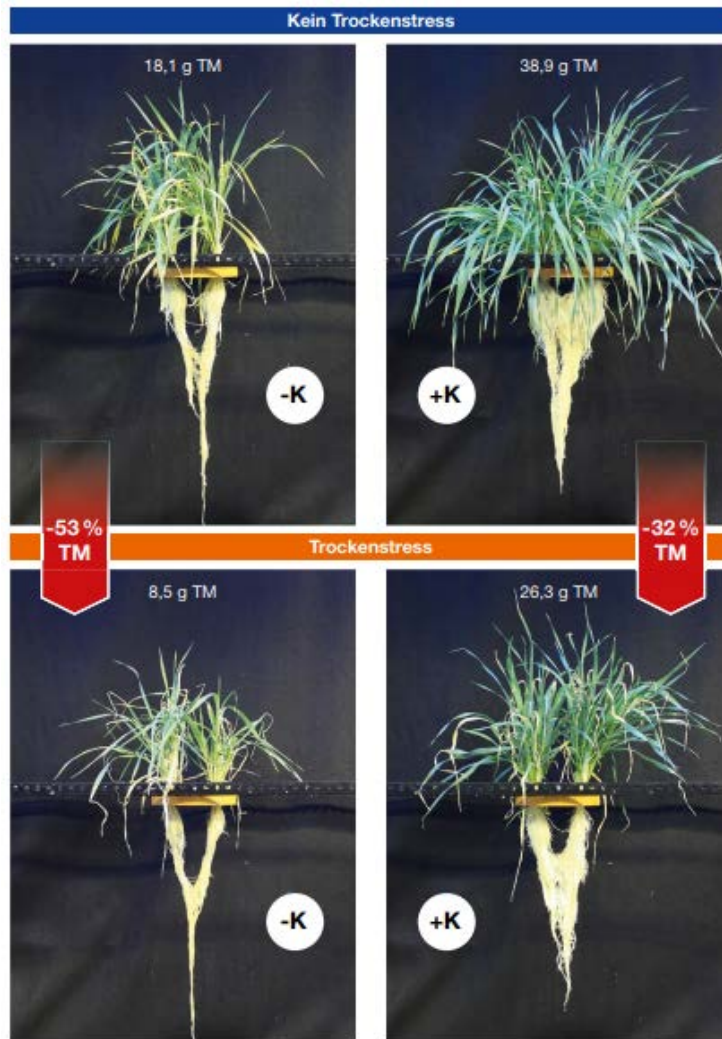 Kein Trockenstress
18,1 g TM
38,9 g TM
-K
+K
-53 %
TM
-32 %
TM
Trockenstress
8,5 g TM
26,3 g TM
-K
+K